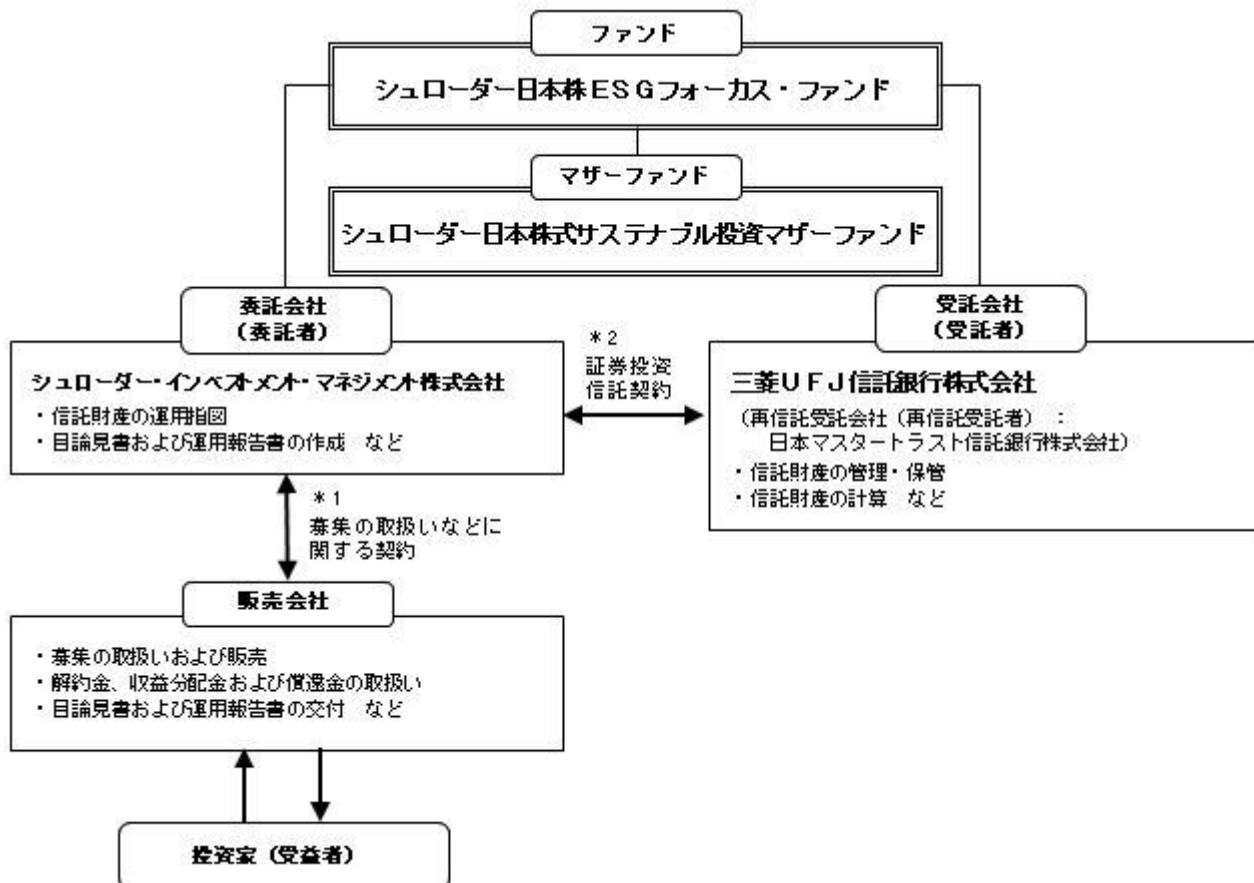 ファンド
シュローダー日本株ESGフォーカス・ファンド
マザーファンド
シュローダー日本株式サステナブル投資マザーファンド
委託会社
（委託者）
シュローダー・インベストメント・マネジメント株式会社
・信託財産の運用指図
・目論見書および運用報告書の作成　など
＊2
証券投資
信託契約
受託会社
（受託者）
三菱UFJ信託銀行株式会社
（再信託受託会社（再信託受託者）　：
日本マスタートラスト信託銀行株式会社）
・信託財産の管理・保管
・信託財産の計算　など
＊1
募集の取扱いなどに
関する契約
販売会社
・募集の取扱いおよび販売
・解約金、収益分配金および償還金の取扱い
・目論見書および運用報告書の交付　など
投資家（受益者）